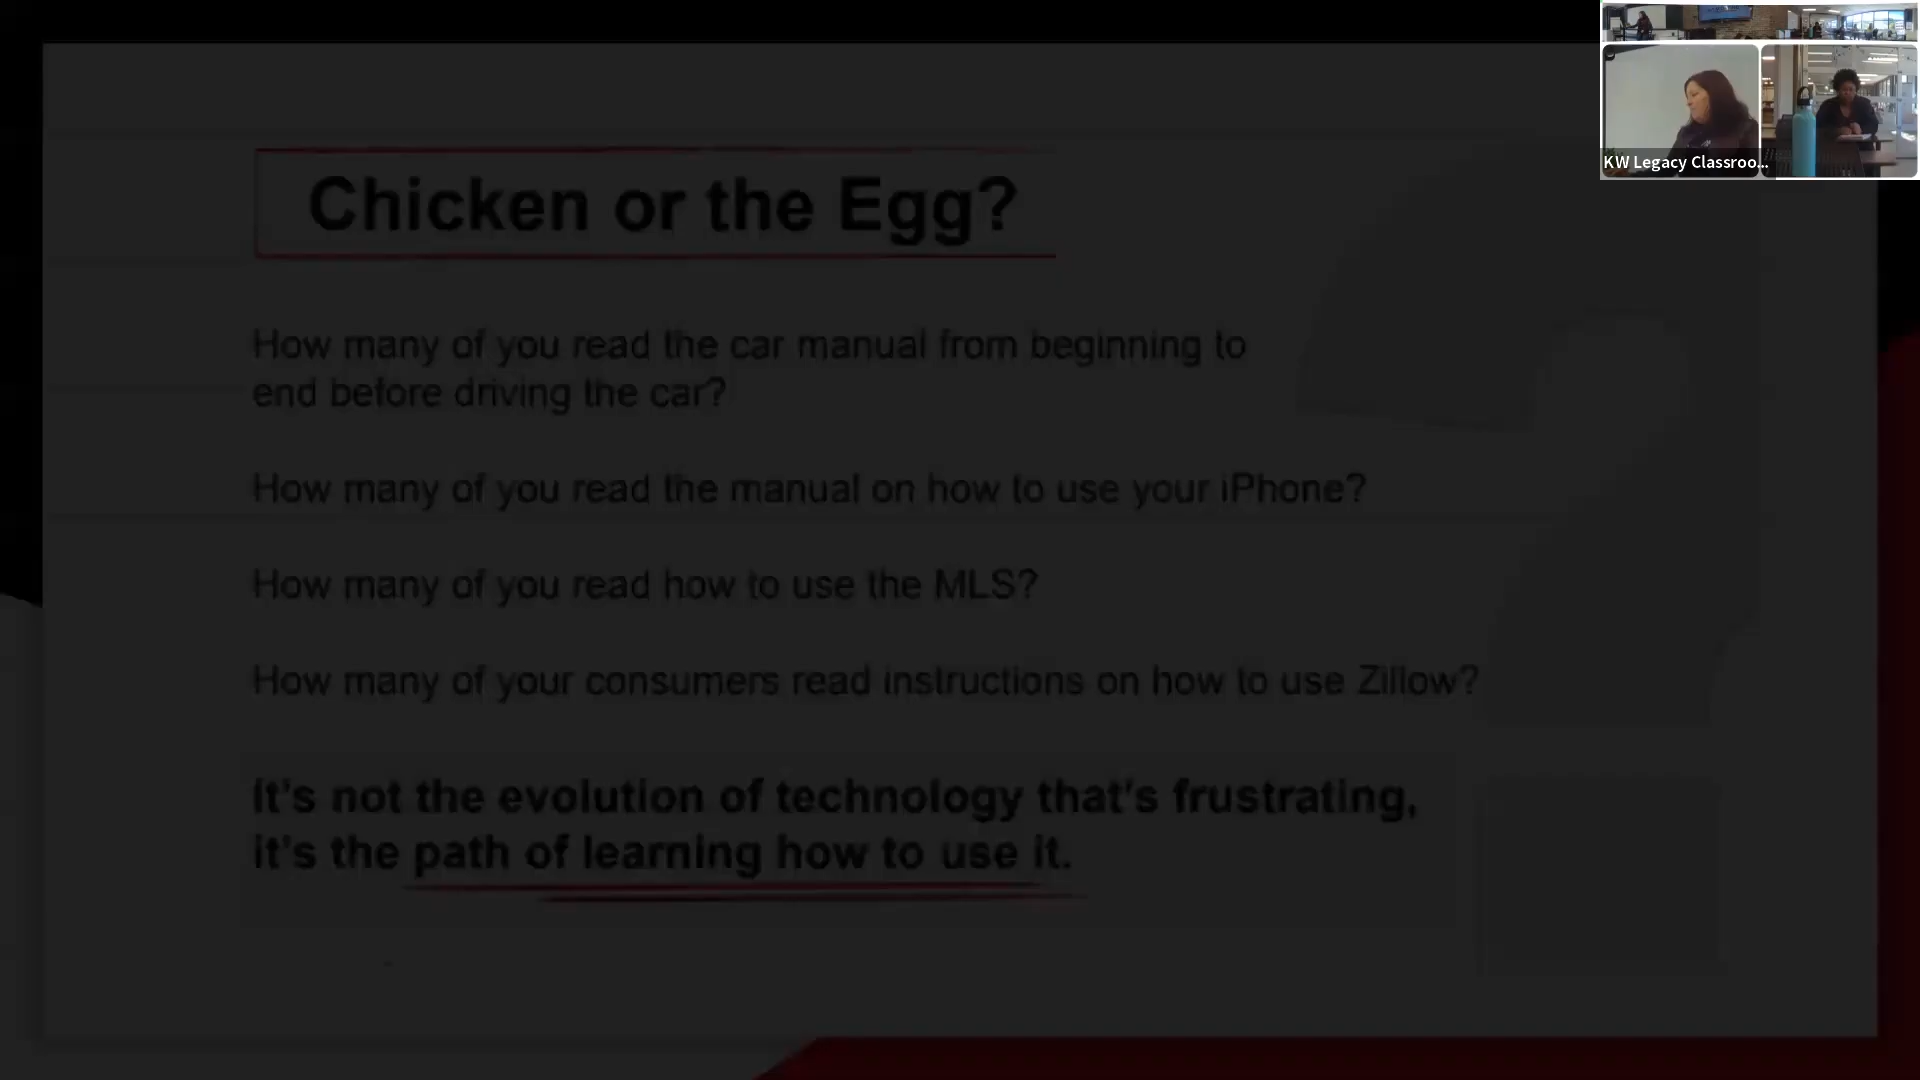 KW Legacy Classroo...
Chicken or the Egg?
How many of you read the car manual from beginning to
end before driving the car?
How many of you read the manual on how to use your iPhone?
How many of you read how to use the MLS?
How many of your consumers read instructions on how to use Zillow?
It's not the evolution of technology that's frustrating,
it's the path of learning how to use it.